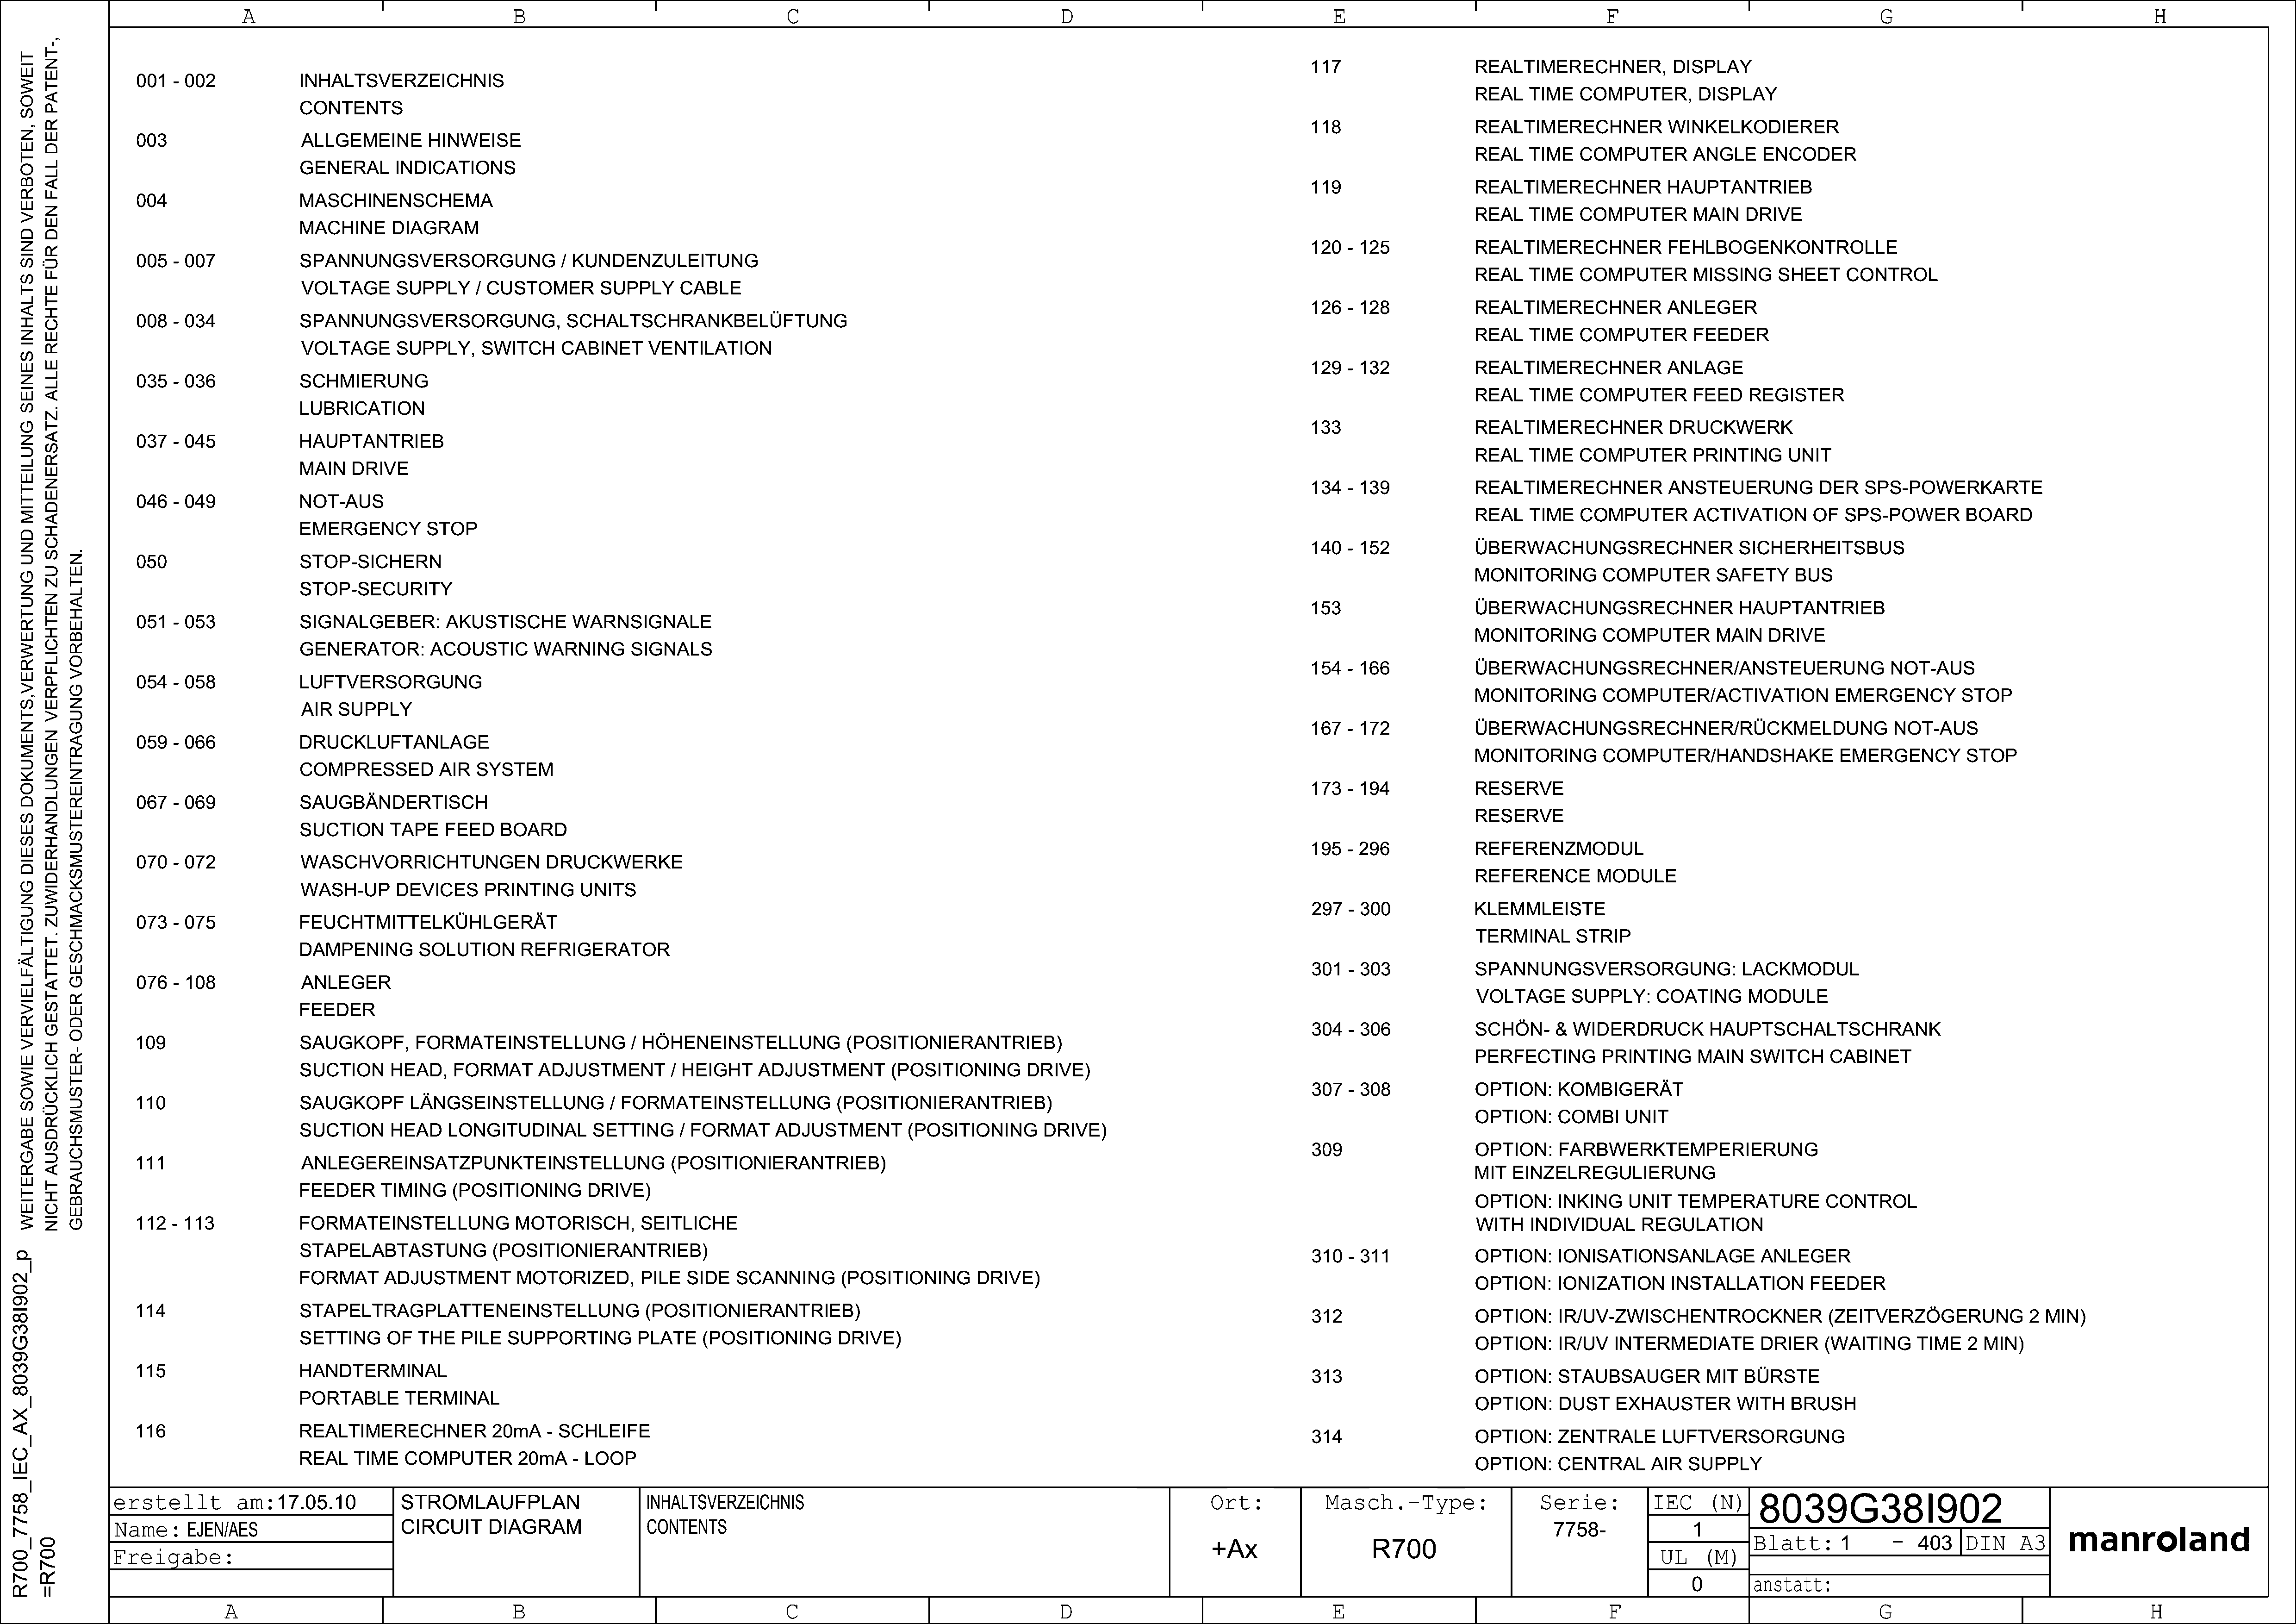 A B C D E F G H
001 - 002 INHALTSVERZEICHNIS
CONTENTS
003 ALLGEMEINE HINWEISE
GENERAL INDICATIONS
004 MASCHINENSCHEMA
MACHINE DIAGRAM
005 - 007 SPANNUNGSVERSORGUNG / KUNDENZULEITUNG
VOLTAGE SUPPLY / CUSTOMER SUPPLY CABLE
008 - 034 SPANNUNGSVERSORGUNG, SCHALTSCHRANKBELÜFTUNG
VOLTAGE SUPPLY, SWITCH CABINET VENTILATION
035 - 036 SCHMIERUNG
LUBRICATION
037 - 045 HAUPTANTRIEB
MAIN DRIVE
046 - 049 NOT-AUS
EMERGENCY STOP
050 STOP-SICHERN
STOP-SECURITY
051 - 053 SIGNALGEBER: AKUSTISCHE WARNSIGNALE
GENERATOR: ACOUSTIC WARNING SIGNALS
054 - 058 LUFTVERSORGUNG
AIR SUPPLY
059 - 066 DRUCKLUFTANLAGE
COMPRESSED AIR SYSTEM
067 - 069 SAUGBÄNDERTISCH
SUCTION TAPE FEED BOARD
070 - 072 WASCHVORRICHTUNGEN DRUCKWERKE
WASH-UP DEVICES PRINTING UNITS
073 - 075 FEUCHTMITTELKÜHLGERÄT
DAMPENING SOLUTION REFRIGERATOR
076 - 108 ANLEGER
FEEDER
109 SAUGKOPF, FORMATEINSTELLUNG / HÖHENEINSTELLUNG (POSITIONIERANTRIEB)
SUCTION HEAD, FORMAT ADJUSTMENT / HEIGHT ADJUSTMENT (POSITIONING DRIVE)
110 SAUGKOPF LÄNGSEINSTELLUNG / FORMATEINSTELLUNG (POSITIONIERANTRIEB)
SUCTION HEAD LONGITUDINAL SETTING / FORMAT ADJUSTMENT (POSITIONING DRIVE)
111 ANLEGEREINSATZPUNKTEINSTELLUNG (POSITIONIERANTRIEB)
FEEDER TIMING (POSITIONING DRIVE)
112 - 113 FORMATEINSTELLUNG MOTORISCH, SEITLICHE
STAPELABTASTUNG (POSITIONIERANTRIEB)
FORMAT ADJUSTMENT MOTORIZED, PILE SIDE SCANNING (POSITIONING DRIVE)
114 STAPELTRAGPLATTENEINSTELLUNG (POSITIONIERANTRIEB)
SETTING OF THE PILE SUPPORTING PLATE (POSITIONING DRIVE)
115 HANDTERMINAL
PORTABLE TERMINAL
116 REALTIMERECHNER 20mA - SCHLEIFE
REAL TIME COMPUTER 20mA - LOOP
117 REALTIMERECHNER, DISPLAY
REAL TIME COMPUTER, DISPLAY
118 REALTIMERECHNER WINKELKODIERER
REAL TIME COMPUTER ANGLE ENCODER
119 REALTIMERECHNER HAUPTANTRIEB
REAL TIME COMPUTER MAIN DRIVE
120 - 125 REALTIMERECHNER FEHLBOGENKONTROLLE
REAL TIME COMPUTER MISSING SHEET CONTROL
126 - 128 REALTIMERECHNER ANLEGER
REAL TIME COMPUTER FEEDER
129 - 132 REALTIMERECHNER ANLAGE
REAL TIME COMPUTER FEED REGISTER
133 REALTIMERECHNER DRUCKWERK
REAL TIME COMPUTER PRINTING UNIT
134 - 139 REALTIMERECHNER ANSTEUERUNG DER SPS-POWERKARTE
REAL TIME COMPUTER ACTIVATION OF SPS-POWER BOARD
140 - 152 ÜBERWACHUNGSRECHNER SICHERHEITSBUS
MONITORING COMPUTER SAFETY BUS
153 ÜBERWACHUNGSRECHNER HAUPTANTRIEB
MONITORING COMPUTER MAIN DRIVE
154 - 166 ÜBERWACHUNGSRECHNER/ANSTEUERUNG NOT-AUS
MONITORING COMPUTER/ACTIVATION EMERGENCY STOP
167 - 172 ÜBERWACHUNGSRECHNER/RÜCKMELDUNG NOT-AUS
MONITORING COMPUTER/HANDSHAKE EMERGENCY STOP
173 - 194 RESERVE
RESERVE
195 - 296 REFERENZMODUL
REFERENCE MODULE
297 - 300 KLEMMLEISTE
TERMINAL STRIP
301 - 303 SPANNUNGSVERSORGUNG: LACKMODUL
VOLTAGE SUPPLY: COATING MODULE
304 - 306 SCHÖN- & WIDERDRUCK HAUPTSCHALTSCHRANK
PERFECTING PRINTING MAIN SWITCH CABINET
307 - 308 OPTION: KOMBIGERÄT
OPTION: COMBI UNIT
309 OPTION: FARBWERKTEMPERIERUNG
MIT EINZELREGULIERUNG
OPTION: INKING UNIT TEMPERATURE CONTROL
WITH INDIVIDUAL REGULATION
310 - 311 OPTION: IONISATIONSANLAGE ANLEGER
OPTION: IONIZATION INSTALLATION FEEDER
312 OPTION: IR/UV-ZWISCHENTROCKNER (ZEITVERZÖGERUNG 2 MIN)
OPTION: IR/UV INTERMEDIATE DRIER (WAITING TIME 2 MIN)
313 OPTION: STAUBSAUGER MIT BÜRSTE
OPTION: DUST EXHAUSTER WITH BRUSH
314 OPTION: ZENTRALE LUFTVERSORGUNG
OPTION: CENTRAL AIR SUPPLY
WEITERGABE SOWIE VERVIELFÄLTIGUNG DIESES DOKUMENTS,VERWERTUNG UND MITTEILUNG SEINES INHALTS SIND VERBOTEN, SOWEIT
NICHT AUSDRÜCKLICH GESTATTET. ZUWIDERHANDLUNGEN VERPFLICHTEN ZU SCHADENERSATZ. ALLE RECHTE FÜR DEN FALL DER PATENT-,
GEBRAUCHSMUSTER- ODER GESCHMACKSMUSTEREINTRAGUNG VORBEHALTEN.
R700_7758_IEC_AX_8039G38I902_p
=R700
erstellt am:17.05.10
Name: EJEN/AES
Freigabe:
STROMLAUFPLAN
CIRCUIT DIAGRAM
INHALTSVERZEICHNIS
CONTENTS
Ort:
+Ax
Masch.-Type:
R700
Serie:
7758-
IEC (N)
1
UL (M)
0
8039G38I902
Blatt: 1 - 403 DIN A3
anstatt:
manroland
A B C D E F G H